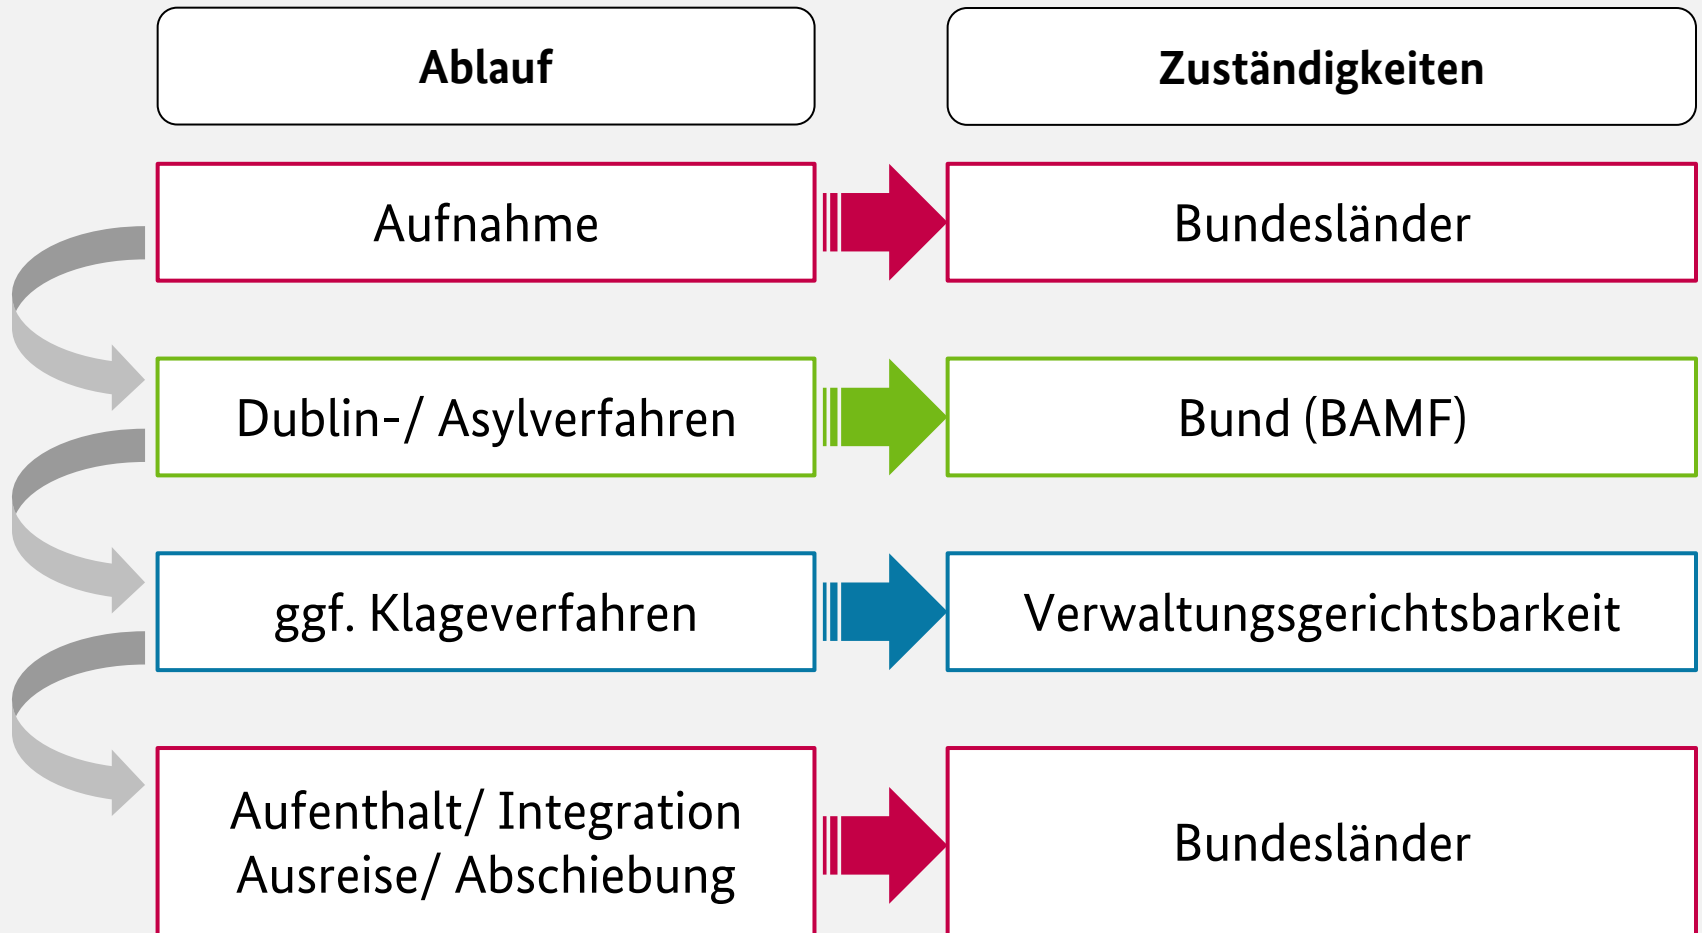 Ablauf
Zuständigkeiten
Aufnahme
Bundesländer
Dublin-/ Asylverfahren
Bund (BAMF)
ggf. Klageverfahren
Verwaltungsgerichtsbarkeit
Aufenthalt/ Integration
Ausreise/ Abschiebung
Bundesländer